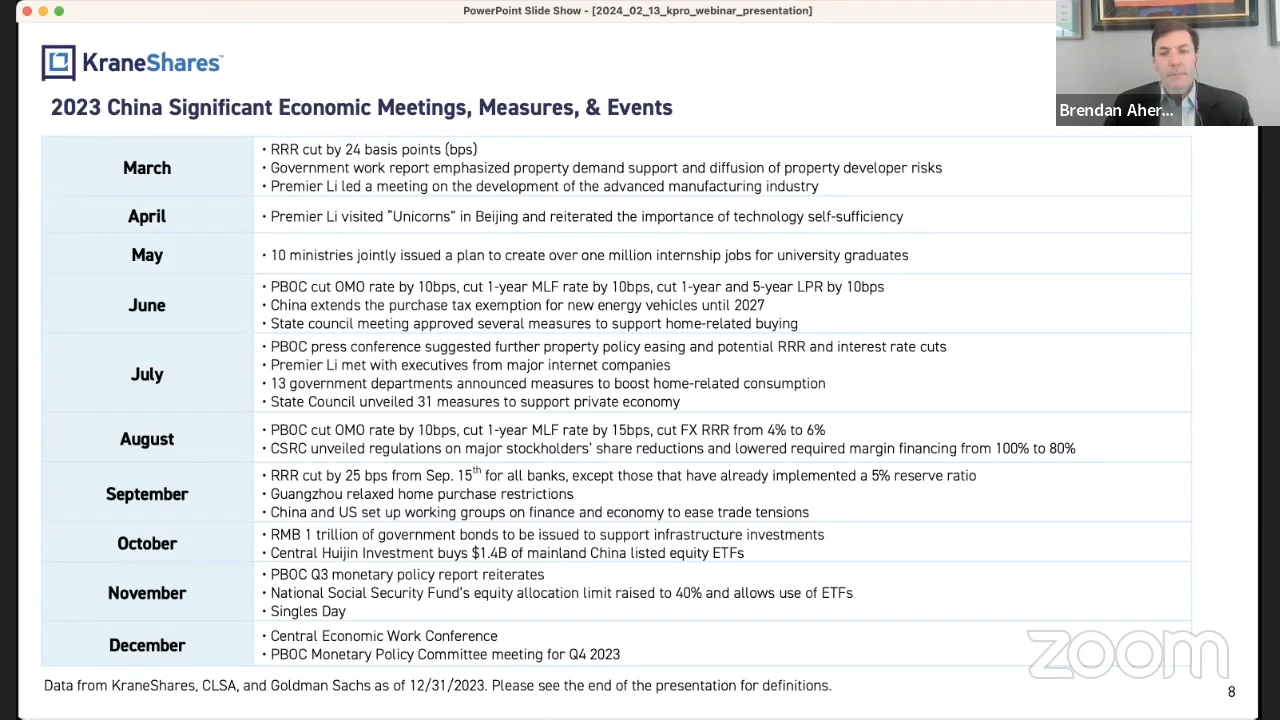 PowerPoint Slide Show - [2024_02_13_kpro_webinar_presentation]
KraneShares™
Brendan Aher...
2023 China Significant Economic Meetings, Measures, & Events
March
• RRR cut by 24 basis points (bps)
• Government work report emphasized property demand support and diffusion of property developer risks
• Premier Li led a meeting on the development of the advanced manufacturing industry
April
• Premier Li visited “Unicorns” in Beijing and reiterated the importance of technology self-sufficiency
May
• 10 ministries jointly issued a plan to create over one million internship jobs for university graduates
June
• PBOC cut OMO rate by 10bps, cut 1-year MLF rate by 10bps, cut 1-year and 5-year LPR by 10bps
• China extends the purchase tax exemption for new energy vehicles until 2027
• State council meeting approved several measures to support home-related buying
July
• PBOC press conference suggested further property policy easing and potential RRR and interest rate cuts
• Premier Li met with executives from major internet companies
• 13 government departments announced measures to boost home-related consumption
• State Council unveiled 31 measures to support private economy
August
• PBOC cut OMO rate by 10bps, cut 1-year MLF rate by 15bps, cut FX RRR from 4% to 6%
• CSRC unveiled regulations on major stockholders’ share reductions and lowered required margin financing from 100% to 80%
September
• RRR cut by 25 bps from Sep. 15th for all banks, except those that have already implemented a 5% reserve ratio
• Guangzhou relaxed home purchase restrictions
• China and US set up working groups on finance and economy to ease trade tensions
October
• RMB 1 trillion of government bonds to be issued to support infrastructure investments
• Central Huijin Investment buys $1.4B of mainland China listed equity ETFs
November
• PBOC Q3 monetary policy report reiterates
• National Social Security Fund’s equity allocation limit raised to 40% and allows use of ETFs
• Singles Day
December
• Central Economic Work Conference
• PBOC Monetary Policy Committee meeting for Q4 2023
zoom
Data from KraneShares, CLSA, and Goldman Sachs as of 12/31/2023. Please see the end of the presentation for definitions.
8